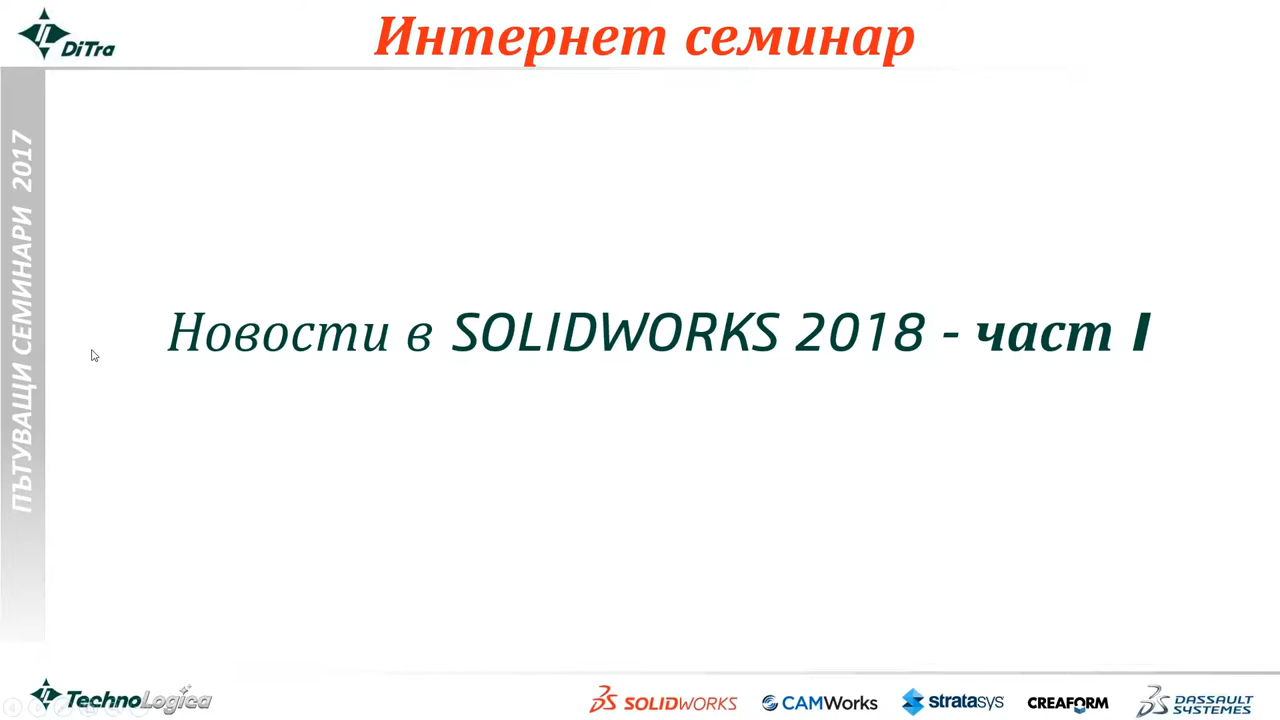 DiTra
Интернет семинар
ПЪТУВАЩИ СЕМИНАРИ 2017
Новости в SOLIDWORKS 2018 - част I
TechnoLogica
SOLIDWORKS
CAMWorks
stratasys
CREAFORM
DASSAULT
SYSTEMES